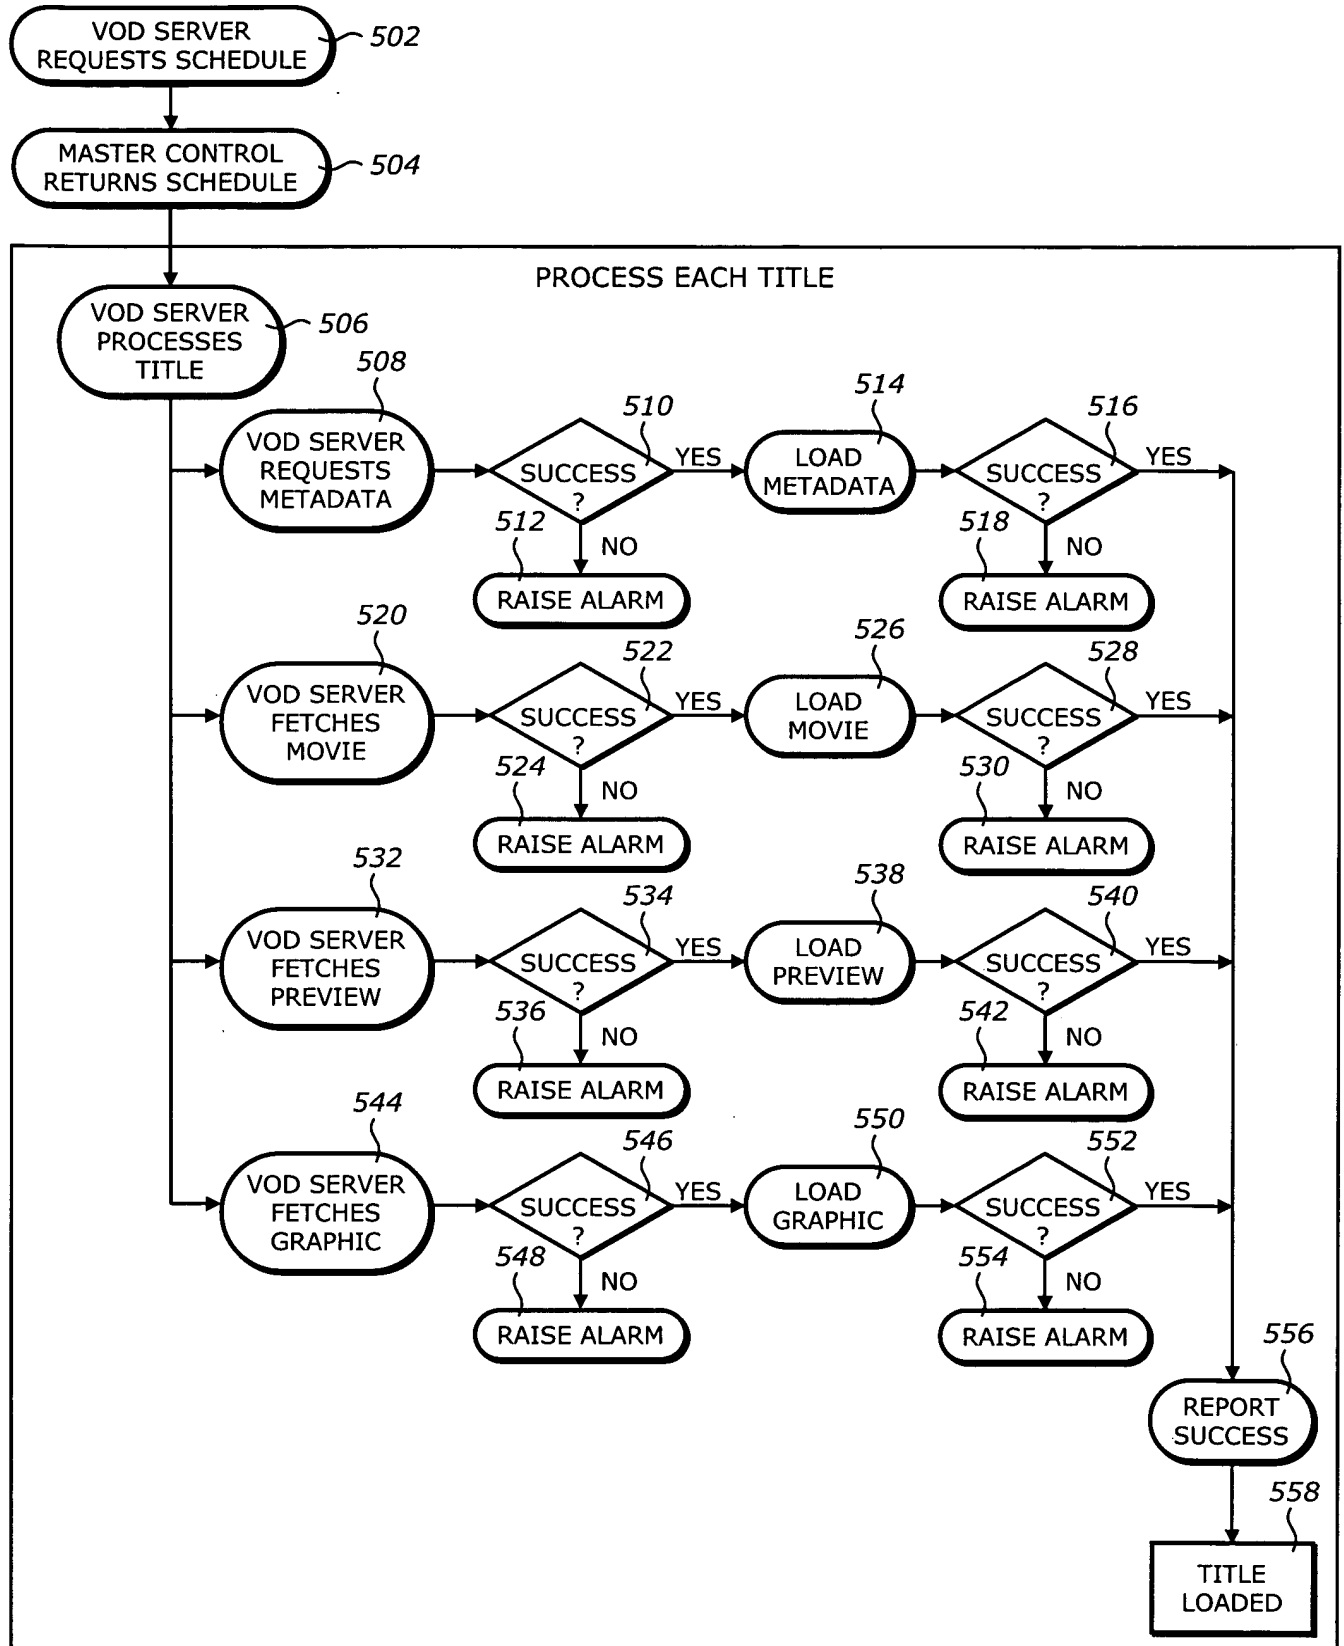 VOD SERVER
REQUESTS SCHEDULE
502
MASTER CONTROL
RETURNS SCHEDULE
504
PROCESS EACH TITLE
VOD SERVER
PROCESSES
TITLE
506
508
VOD SERVER
REQUESTS
METADATA
510
SUCCESS
?
YES
NO
512
RAISE ALARM
514
LOAD
METADATA
516
SUCCESS
?
YES
NO
518
RAISE ALARM
520
VOD SERVER
FETCHES
MOVIE
522
SUCCESS
?
YES
NO
524
RAISE ALARM
526
LOAD
MOVIE
528
SUCCESS
?
YES
NO
530
RAISE ALARM
532
VOD SERVER
FETCHES
PREVIEW
534
SUCCESS
?
YES
NO
536
RAISE ALARM
538
LOAD
PREVIEW
540
SUCCESS
?
YES
NO
542
RAISE ALARM
544
VOD SERVER
FETCHES
GRAPHIC
546
SUCCESS
?
YES
NO
548
RAISE ALARM
550
LOAD
GRAPHIC
552
SUCCESS
?
YES
NO
554
RAISE ALARM
556
REPORT
SUCCESS
558
TITLE
LOADED